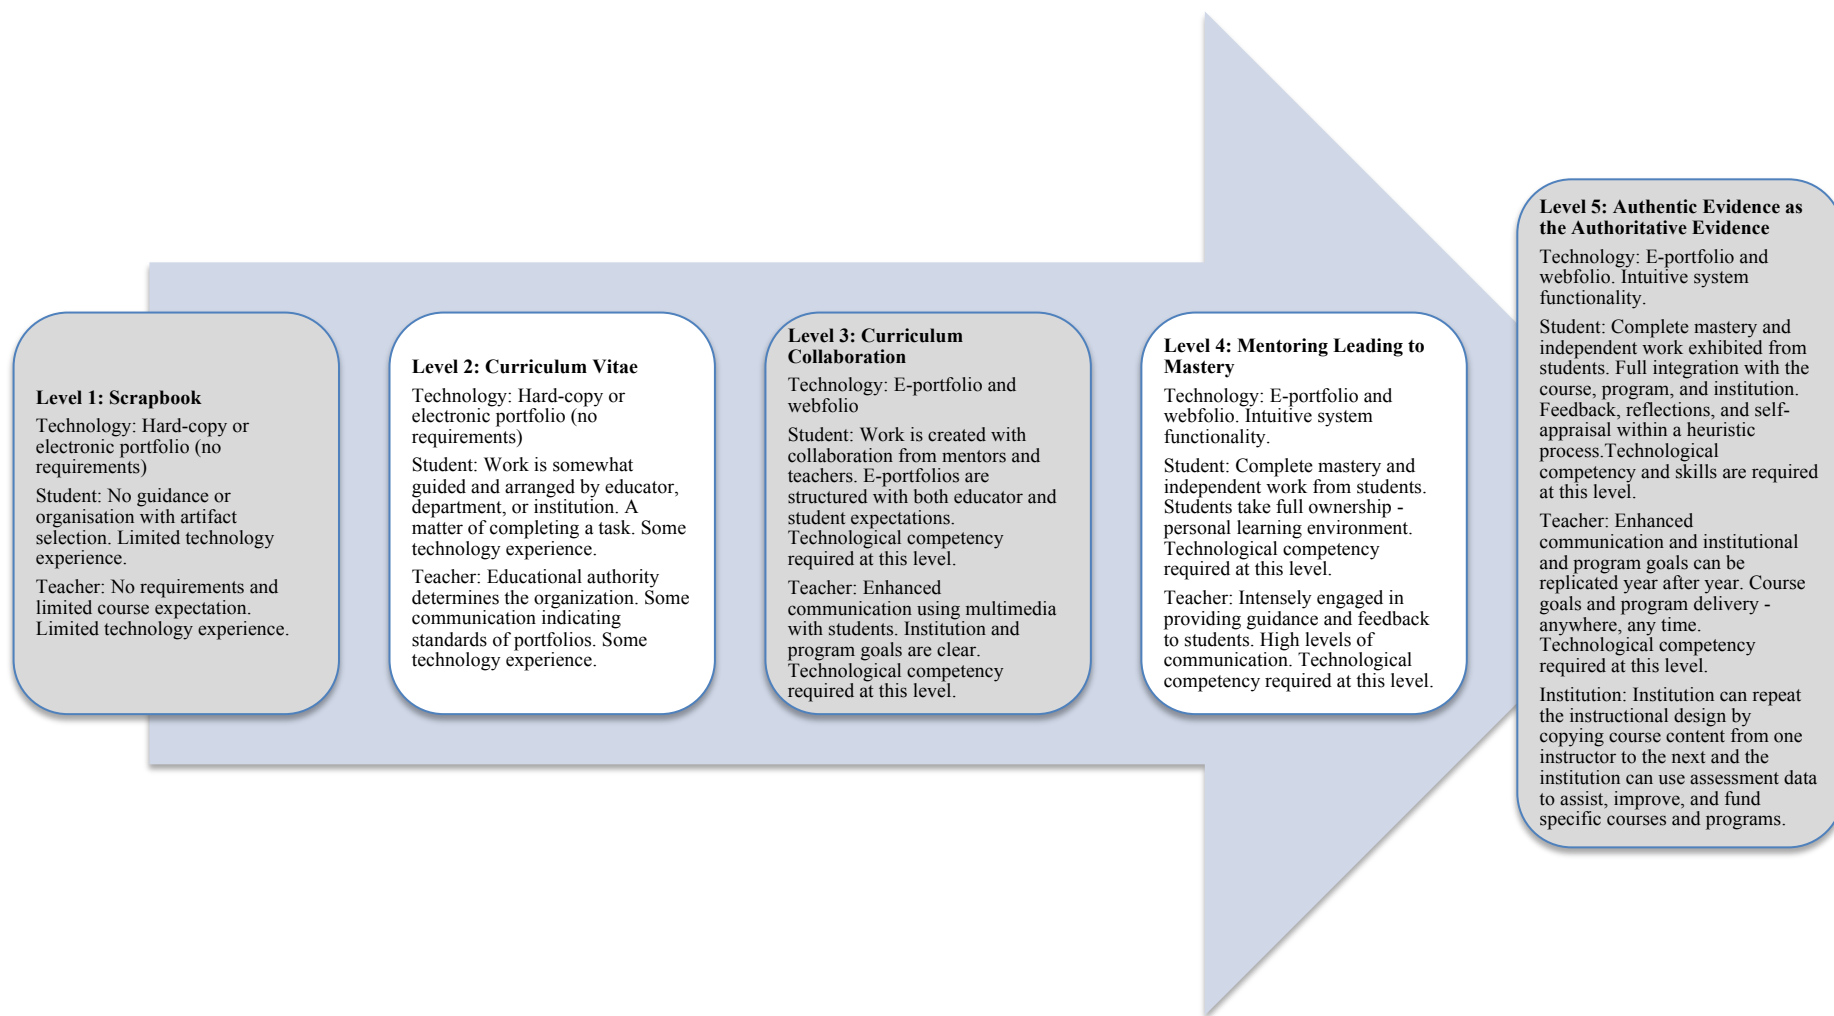 Level 1: Scrapbook
Technology: Hard-copy or
electronic portfolio (no
requirements)
Student: No guidance or
organisation with artifact
selection. Limited technology
experience.
Teacher: No requirements and
limited course expectation.
Limited technology experience.
Level 2: Curriculum Vitae
Technology: Hard-copy or
electronic portfolio (no
requirements)
Student: Work is somewhat
guided and arranged by educator,
department, or institution. A
matter of completing a task. Some
technology experience.
Teacher: Educational authority
determines the organization. Some
communication indicating
standards of portfolios. Some
technology experience.
Level 3: Curriculum
Collaboration
Technology: E-portfolio and
webfolio
Student: Work is created with
collaboration from mentors and
teachers. E-portfolios are
structured with both educator and
student expectations.
Technological competency
required at this level.
Teacher: Enhanced
communication using multimedia
with students. Institution and
program goals are clear.
Technological competency
required at this level.
Level 4: Mentoring Leading to
Mastery
Technology: E-portfolio and
webfolio. Intuitive system
functionality.
Student: Complete mastery and
independent work from students.
Students take full ownership -
personal learning environment.
Technological competency
required at this level.
Teacher: Intensely engaged in
providing guidance and feedback
to students. High levels of
communication. Technological
competency required at this level.
Level 5: Authentic Evidence as
the Authoritative Evidence
Technology: E-portfolio and
webfolio. Intuitive system
functionality.
Student: Complete mastery and
independent work exhibited from
students. Full integration with the
course, program, and institution.
Feedback, reflections, and self-
appraisal within a heuristic
process.Technological
competency and skills are required
at this level.
Teacher: Enhanced
communication and institutional
and program goals can be
replicated year after year. Course
goals and program delivery -
anywhere, any time.
Technological competency
required at this level.
Institution: Institution can repeat
the instructional design by
copying course content from one
instructor to the next and the
institution can use assessment data
to assist, improve, and fund
specific courses and programs.